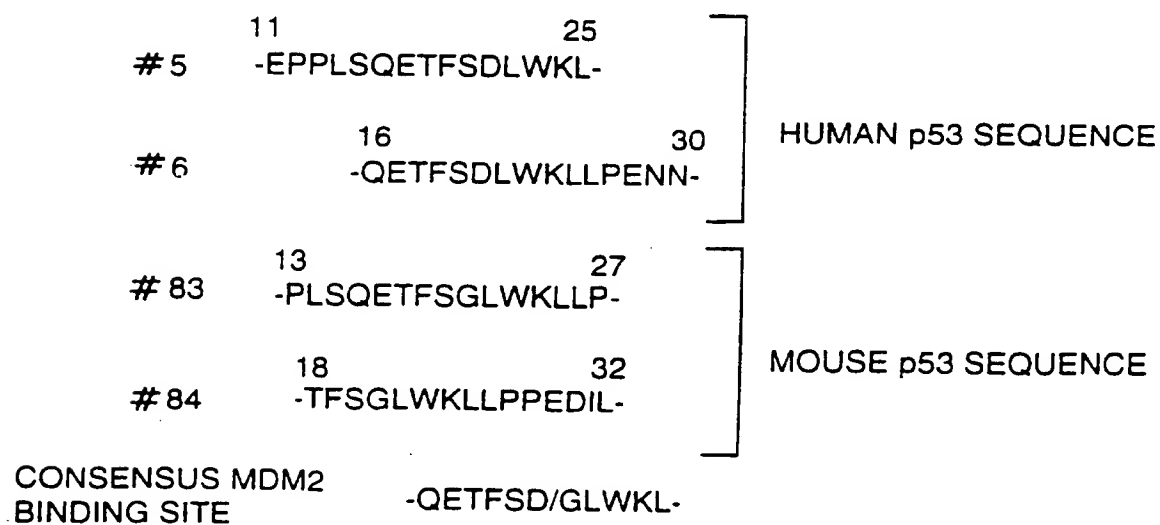 11 25
#5 -EPPLSQETFSDLWKL-
16 30
#6 -QETFSDLWKLLPENN-
HUMAN p53 SEQUENCE
13 27
#83 -PLSQETFSGLWKLLP-
18 32
#84 -TFSGLWKLLPPEDIL-
MOUSE p53 SEQUENCE
CONSENSUS MDM2
BINDING SITE
-QETFSD/GLWKL-